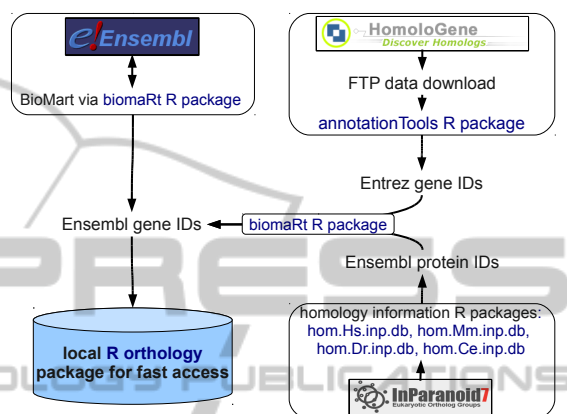 e!Ensembl
BioMart via biomaRt R package
HomoloGene
Discover Homologs
FTP data download
annotationTools R package
Entrez gene IDs
Ensembl gene IDs
biomaRt R package
Ensembl protein IDs
homology information R packages:
hom.Hs.inp.db, hom.Mm.inp.db,
hom.Dr.inp.db, hom.Ce.inp.db
InParanoid7
Eukaryotic Ortholog Groups
local R orthology
package for fast access
PRESS
PUBLICATIONS